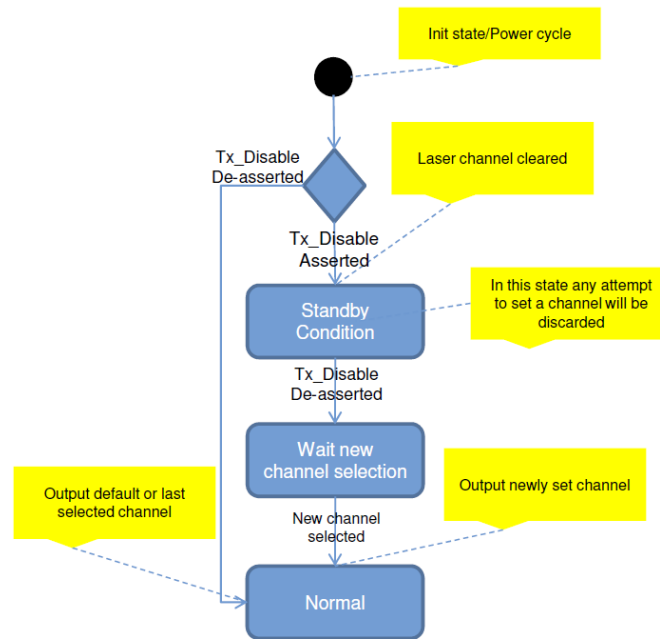 Init state/Power cycle
Tx_Disable
De-asserted
Laser channel cleared
Tx_Disable
Asserted
Standby
Condition
In this state any attempt
to set a channel will be
discarded
Tx_Disable
De-asserted
Wait new
channel selection
Output default or last
selected channel
Output newly set channel
New channel
selected
Normal